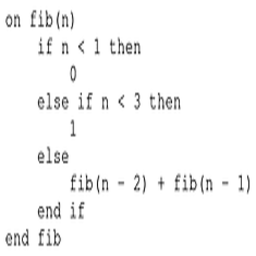 on fib(n)
    if n < 1 then
        0
    else if n < 3 then
        1
    else
        fib(n - 2) + fib(n - 1)
    end if
end fib